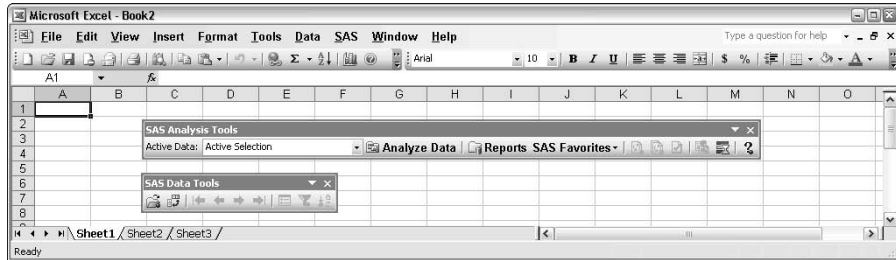 Microsoft Excel - Book2
File Edit View Insert Format Tools Data SAS Window Help Type a question for help
Arial 10 B I U $ %
A1 fx
A B C D E F G H I J K L M N O
1
2
SAS Analysis Tools
3
Active Data: Active Selection Analyze Data Reports SAS Favorites
4
5
6
SAS Data Tools
7
8
Sheet1 / Sheet2 / Sheet3 /
Ready